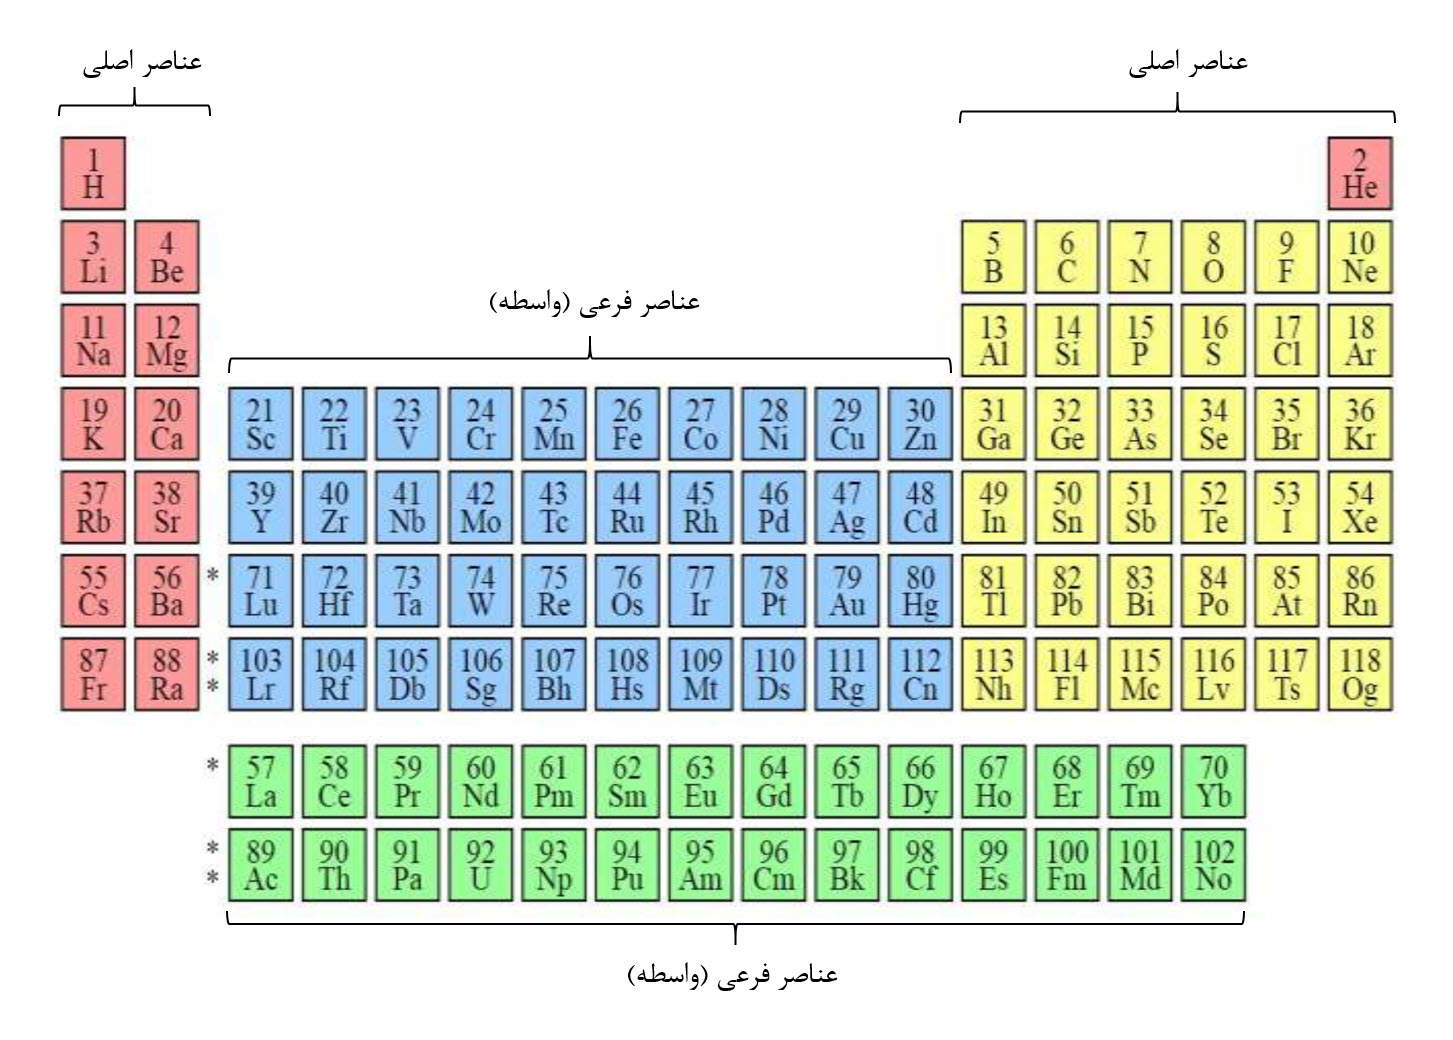 عناصر اصلی عناصر اصلی
1 2
H He
3 4 5 6 7 8 9 10
Li Be B C N O F Ne
عناصر فرعی (واسطه)
11 12 13 14 15 16 17 18
Na Mg Al Si P S Cl Ar
19 20 21 22 23 24 25 26 27 28 29 30 31 32 33 34 35 36
K Ca Sc Ti V Cr Mn Fe Co Ni Cu Zn Ga Ge As Se Br Kr
37 38 39 40 41 42 43 44 45 46 47 48 49 50 51 52 53 54
Rb Sr Y Zr Nb Mo Tc Ru Rh Pd Ag Cd In Sn Sb Te I Xe
55 56 * 71 72 73 74 75 76 77 78 79 80 81 82 83 84 85 86
Cs Ba Lu Hf Ta W Re Os Ir Pt Au Hg Tl Pb Bi Po At Rn
87 88 * 103 104 105 106 107 108 109 110 111 112 113 114 115 116 117 118
Fr Ra * Lr Rf Db Sg Bh Hs Mt Ds Rg Cn Nh Fl Mc Lv Ts Og
* 57 58 59 60 61 62 63 64 65 66 67 68 69 70
La Ce Pr Nd Pm Sm Eu Gd Tb Dy Ho Er Tm Yb
* 89 90 91 92 93 94 95 96 97 98 99 100 101 102
* Ac Th Pa U Np Pu Am Cm Bk Cf Es Fm Md No
عناصر فرعی (واسطه)